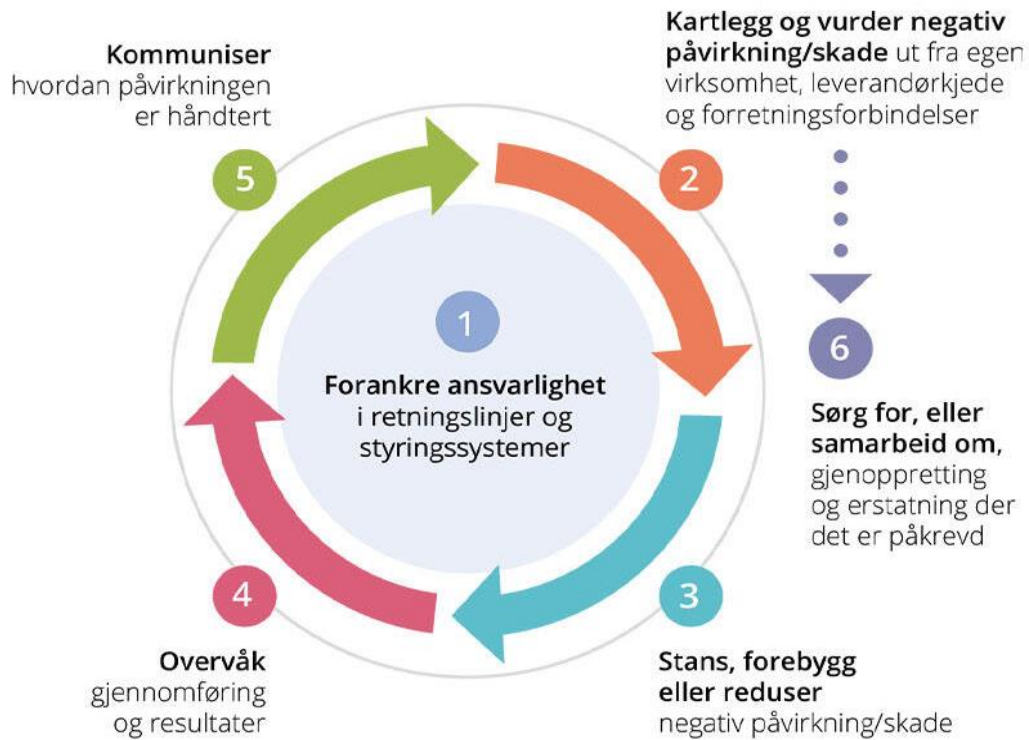 1
Forankre ansvarlighet
i retningslinjer og
styringssystemer
2
Kartlegg og vurder negativ
påvirkning/skade ut fra egen
virksomhet, leverandørkjede
og forretningsforbindelser
3
Stans, forebygg
eller reduser
negativ påvirkning/skade
4
Overvåk
gjennomføring
og resultater
5
Kommuniser
hvordan påvirkningen
er håndtert
6
Sørg for, eller
samarbeid om,
gjenoppretting
og erstatning der
det er påkrevd